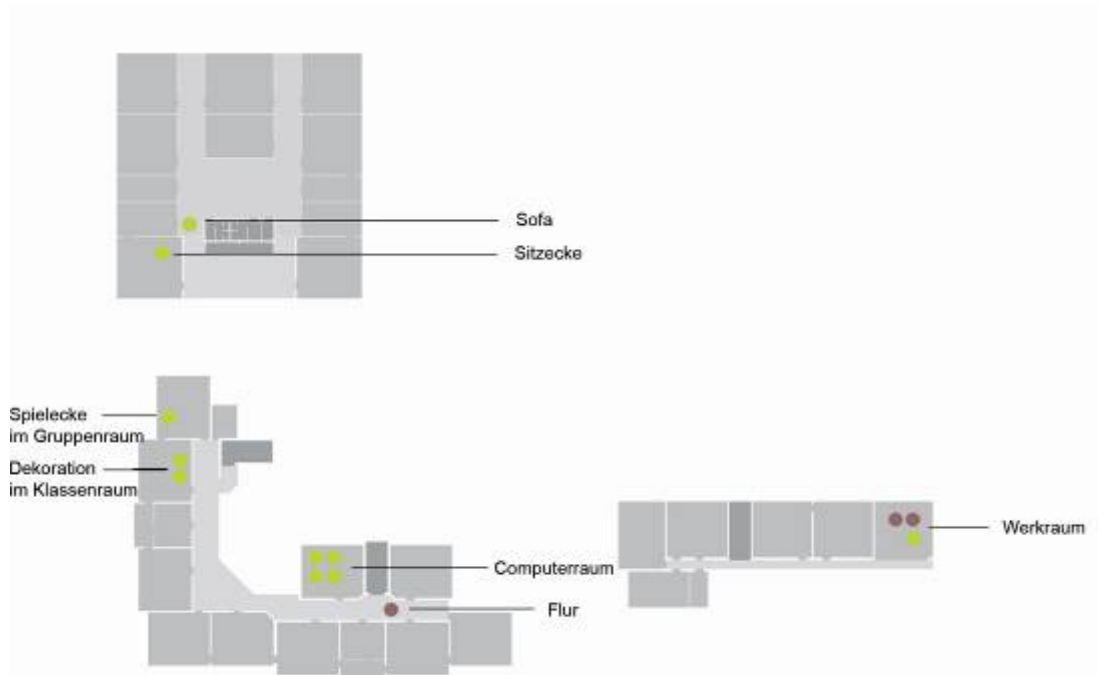 Sofa
Sitzecke
Spielecke
im Gruppenraum
Dekoration
im Klassenraum
Computerraum
Flur
Werkraum